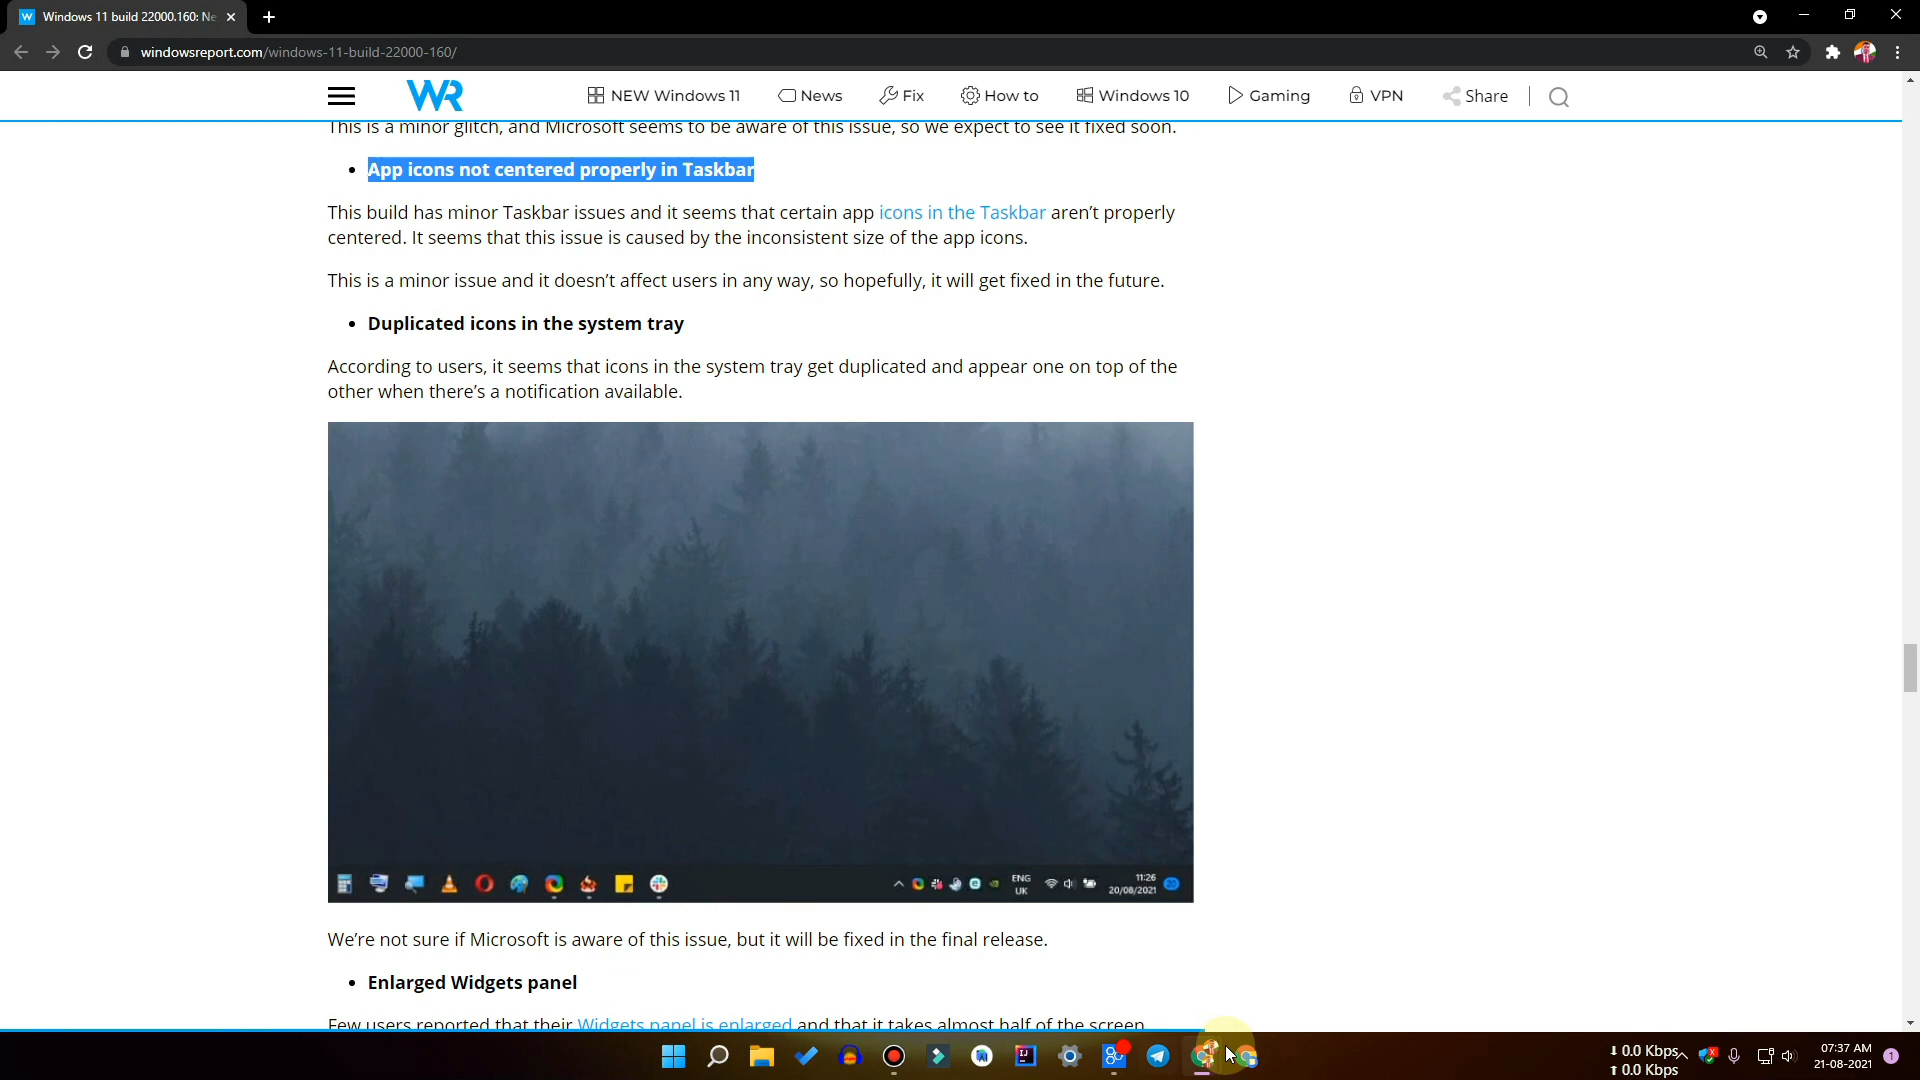 Windows 11 build 22000.160: Ne
windowsreport.com/windows-11-build-22000-160/
WR
NEW Windows 11
News
Fix
How to
Windows 10
Gaming
VPN
Share
This is a minor glitch, and Microsoft seems to be aware of this issue, so we expect to see it fixed soon.
• App icons not centered properly in Taskbar
This build has minor Taskbar issues and it seems that certain app icons in the Taskbar aren't properly
centered. It seems that this issue is caused by the inconsistent size of the app icons.
This is a minor issue and it doesn't affect users in any way, so hopefully, it will get fixed in the future.
• Duplicated icons in the system tray
According to users, it seems that icons in the system tray get duplicated and appear one on top of the
other when there's a notification available.
ENG
UK
11:26
20/08/2021
20
We're not sure if Microsoft is aware of this issue, but it will be fixed in the final release.
• Enlarged Widgets panel
Few users reported that their Widgets panel is enlarged and that it takes almost half of the screen.
0.0 Kbps
0.0 Kbps
07:37 AM
21-08-2021
1